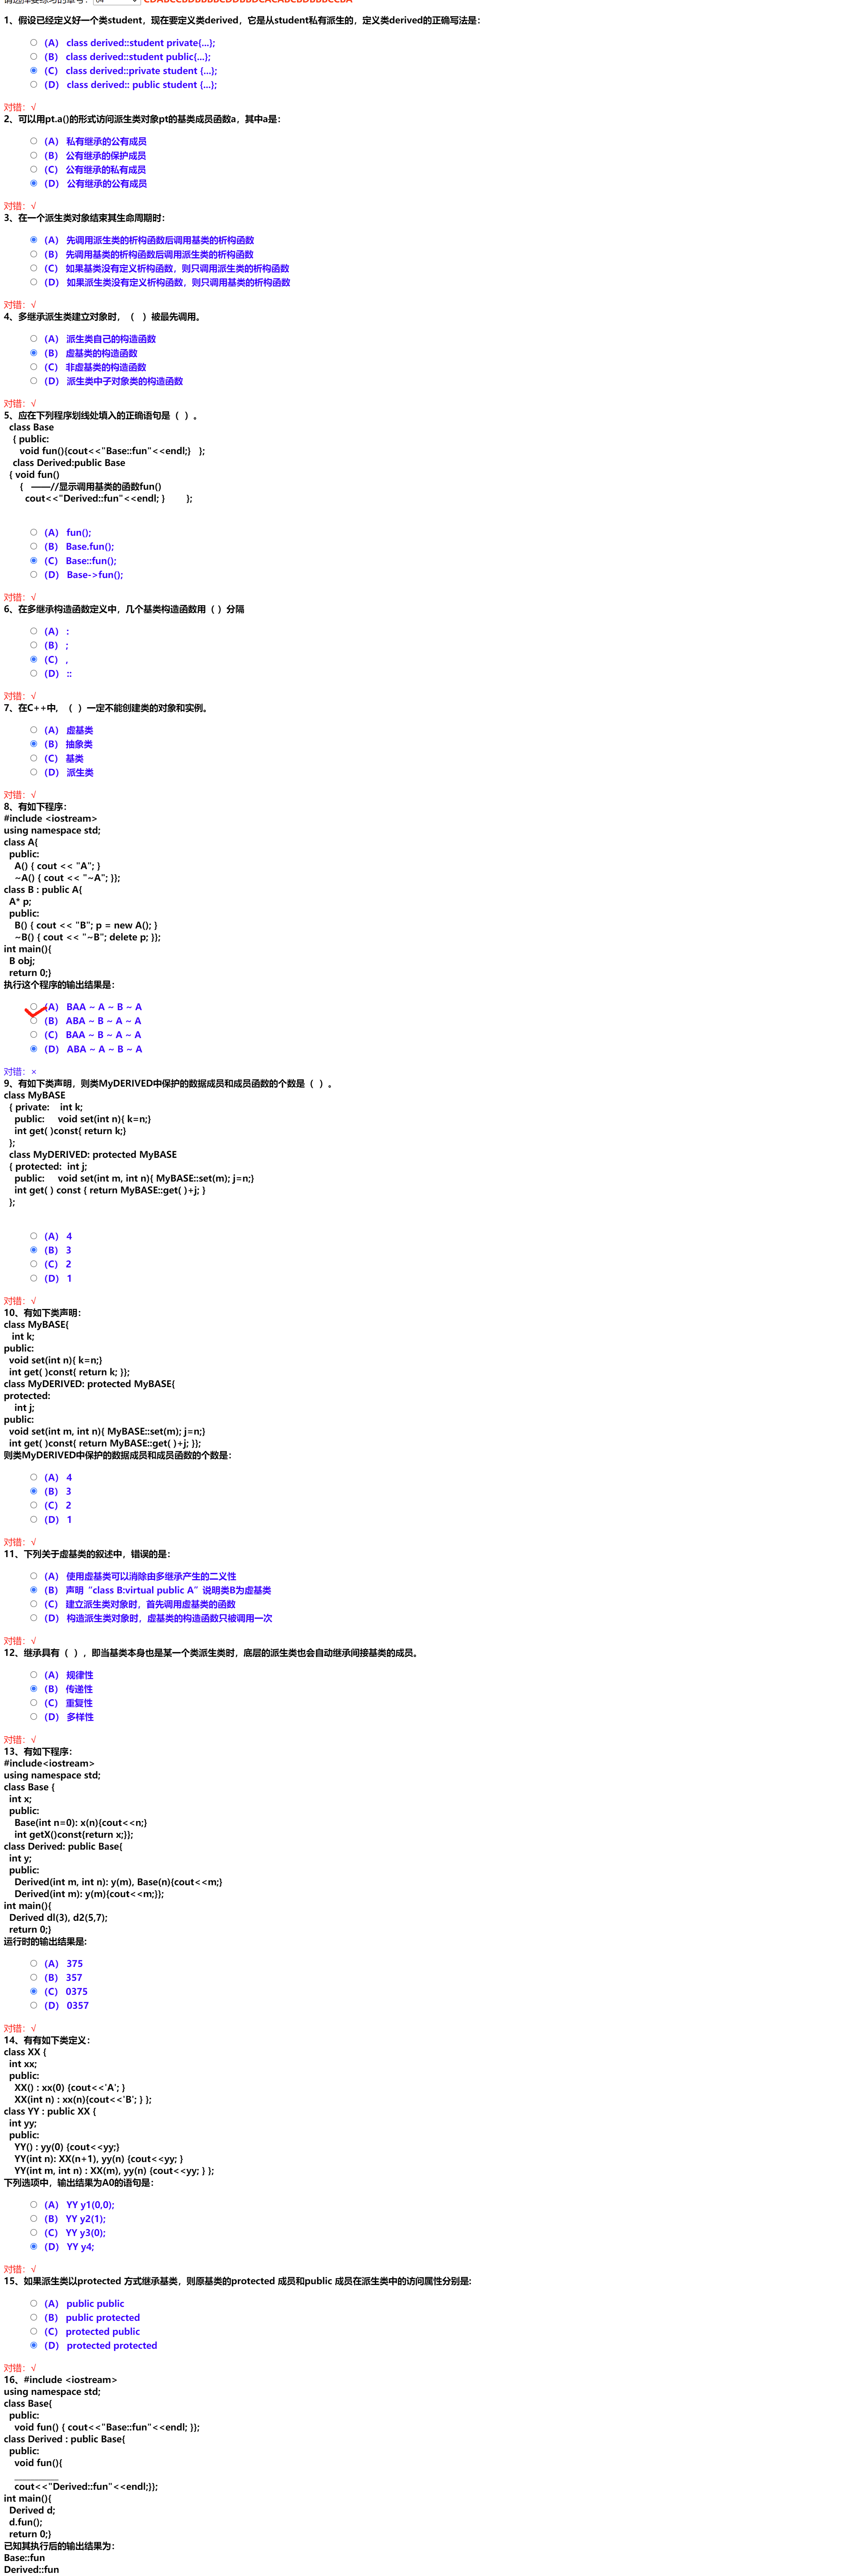 1、假设已经定义好一个类student，现在要定义类derived，它是从student私有派生的，定义类derived的正确写法是：
（A） class derived::student private{...};
（B） class derived::student public{...};
（C） class derived::private student {...};
（D） class derived:: public student {...};
对错：√
2、可以用pt.a()的形式访问派生类对象pt的基类成员函数a，其中a是：
（A） 私有继承的公有成员
（B） 公有继承的保护成员
（C） 公有继承的私有成员
（D） 公有继承的公有成员
对错：√
3、在一个派生类对象结束其生命周期时：
（A） 先调用派生类的析构函数后调用基类的析构函数
（B） 先调用基类的析构函数后调用派生类的析构函数
（C） 如果基类没有定义析构函数，则只调用派生类的析构函数
（D） 如果派生类没有定义析构函数，则只调用基类的析构函数
对错：√
4、多继承派生类建立对象时，（ ）被最先调用。
（A） 派生类自己的构造函数
（B） 虚基类的构造函数
（C） 非虚基类的构造函数
（D） 派生类中子对象类的构造函数
对错：√
5、应在下列程序划线处填入的正确语句是（ ）。
class Base
{ public:
void fun(){cout<<"Base::fun"<<endl;} };
class Derived:public Base
{ void fun()
{ ——//显示调用基类的函数fun()
cout<<"Derived::fun"<<endl; } };
（A） fun();
（B） Base.fun();
（C） Base::fun();
（D） Base->fun();
对错：√
6、在多继承构造函数定义中，几个基类构造函数用（ ）分隔
（A） :
（B） ;
（C） ,
（D） ::
对错：√
7、在C++中，（ ）一定不能创建类的对象和实例。
（A） 虚基类
（B） 抽象类
（C） 基类
（D） 派生类
对错：√
8、有如下程序：
#include <iostream>
using namespace std;
class A{
public:
A() { cout << "A"; }
~A() { cout << "~A"; }};
class B : public A{
A* p;
public:
B() { cout << "B"; p = new A(); }
~B() { cout << "~B"; delete p; }};
int main(){
B obj;
return 0;}
执行这个程序的输出结果是：
（A） BAA ~ A ~ B ~ A
（B） ABA ~ B ~ A ~ A
（C） BAA ~ B ~ A ~ A
（D） ABA ~ A ~ B ~ A
对错：×
9、有如下类声明，则类MyDERIVED中保护的数据成员和成员函数的个数是（ ）。
class MyBASE
{ private: int k;
public: void set(int n){ k=n;}
int get( )const{ return k;}
};
class MyDERIVED: protected MyBASE
{ protected: int j;
public: void set(int m, int n){ MyBASE::set(m); j=n;}
int get( ) const { return MyBASE::get( )+j; }
};
（A） 4
（B） 3
（C） 2
（D） 1
对错：√
10、有如下类声明：
class MyBASE{
int k;
public:
void set(int n){ k=n;}
int get( )const{ return k; }};
class MyDERIVED: protected MyBASE{
protected:
int j;
public:
void set(int m, int n){ MyBASE::set(m); j=n;}
int get( )const{ return MyBASE::get( )+j; }};
则类MyDERIVED中保护的数据成员和成员函数的个数是：
（A） 4
（B） 3
（C） 2
（D） 1
对错：√
11、下列关于虚基类的叙述中，错误的是：
（A） 使用虚基类可以消除由多继承产生的二义性
（B） 声明“class B:virtual public A”说明类B为虚基类
（C） 建立派生类对象时，首先调用虚基类的函数
（D） 构造派生类对象时，虚基类的构造函数只被调用一次
对错：√
12、继承具有（ ），即当基类本身也是某一个类派生类时，底层的派生类也会自动继承间接基类的成员。
（A） 规律性
（B） 传递性
（C） 重复性
（D） 多样性
对错：√
13、有如下程序：
#include<iostream>
using namespace std;
class Base {
int x;
public:
Base(int n=0): x(n){cout<<n;}
int getX()const{return x;}};
class Derived: public Base{
int y;
public:
Derived(int m, int n): y(m), Base(n){cout<<m;}
Derived(int m): y(m){cout<<m;}};
int main(){
Derived dl(3), d2(5,7);
return 0;}
运行时的输出结果是:
（A） 375
（B） 357
（C） 0375
（D） 0357
对错：√
14、有有如下类定义：
class XX {
int xx;
public:
XX() : xx(0) {cout<<'A'; }
XX(int n) : xx(n){cout<<'B'; } };
class YY : public XX {
int yy;
public:
YY() : yy(0) {cout<<yy;}
YY(int n): XX(n+1), yy(n) {cout<<yy; }
YY(int m, int n) : XX(m), yy(n) {cout<<yy; } };
下列选项中，输出结果为A0的语句是：
（A） YY y1(0,0);
（B） YY y2(1);
（C） YY y3(0);
（D） YY y4;
对错：√
15、如果派生类以protected 方式继承基类，则原基类的protected 成员和public 成员在派生类中的访问属性分别是:
（A） public public
（B） public protected
（C） protected public
（D） protected protected
对错：√
16、#include <iostream>
using namespace std;
class Base{
public:
void fun() { cout<<"Base::fun"<<endl; }};
class Derived : public Base{
public:
void fun(){
__________
cout<<"Derived::fun"<<endl;}};
int main(){
Derived d;
d.fun();
return 0;}
已知其执行后的输出结果为：
Base::fun
Derived::fun